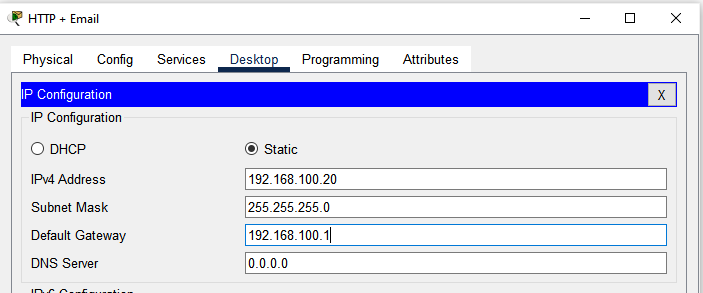 HTTP + Email
Physical Config Services Desktop Programming Attributes
IP Configuration X
IP Configuration
DHCP Static
IPv4 Address 192.168.100.20
Subnet Mask 255.255.255.0
Default Gateway 192.168.100.1
DNS Server 0.0.0.0
IPv6 Configuration